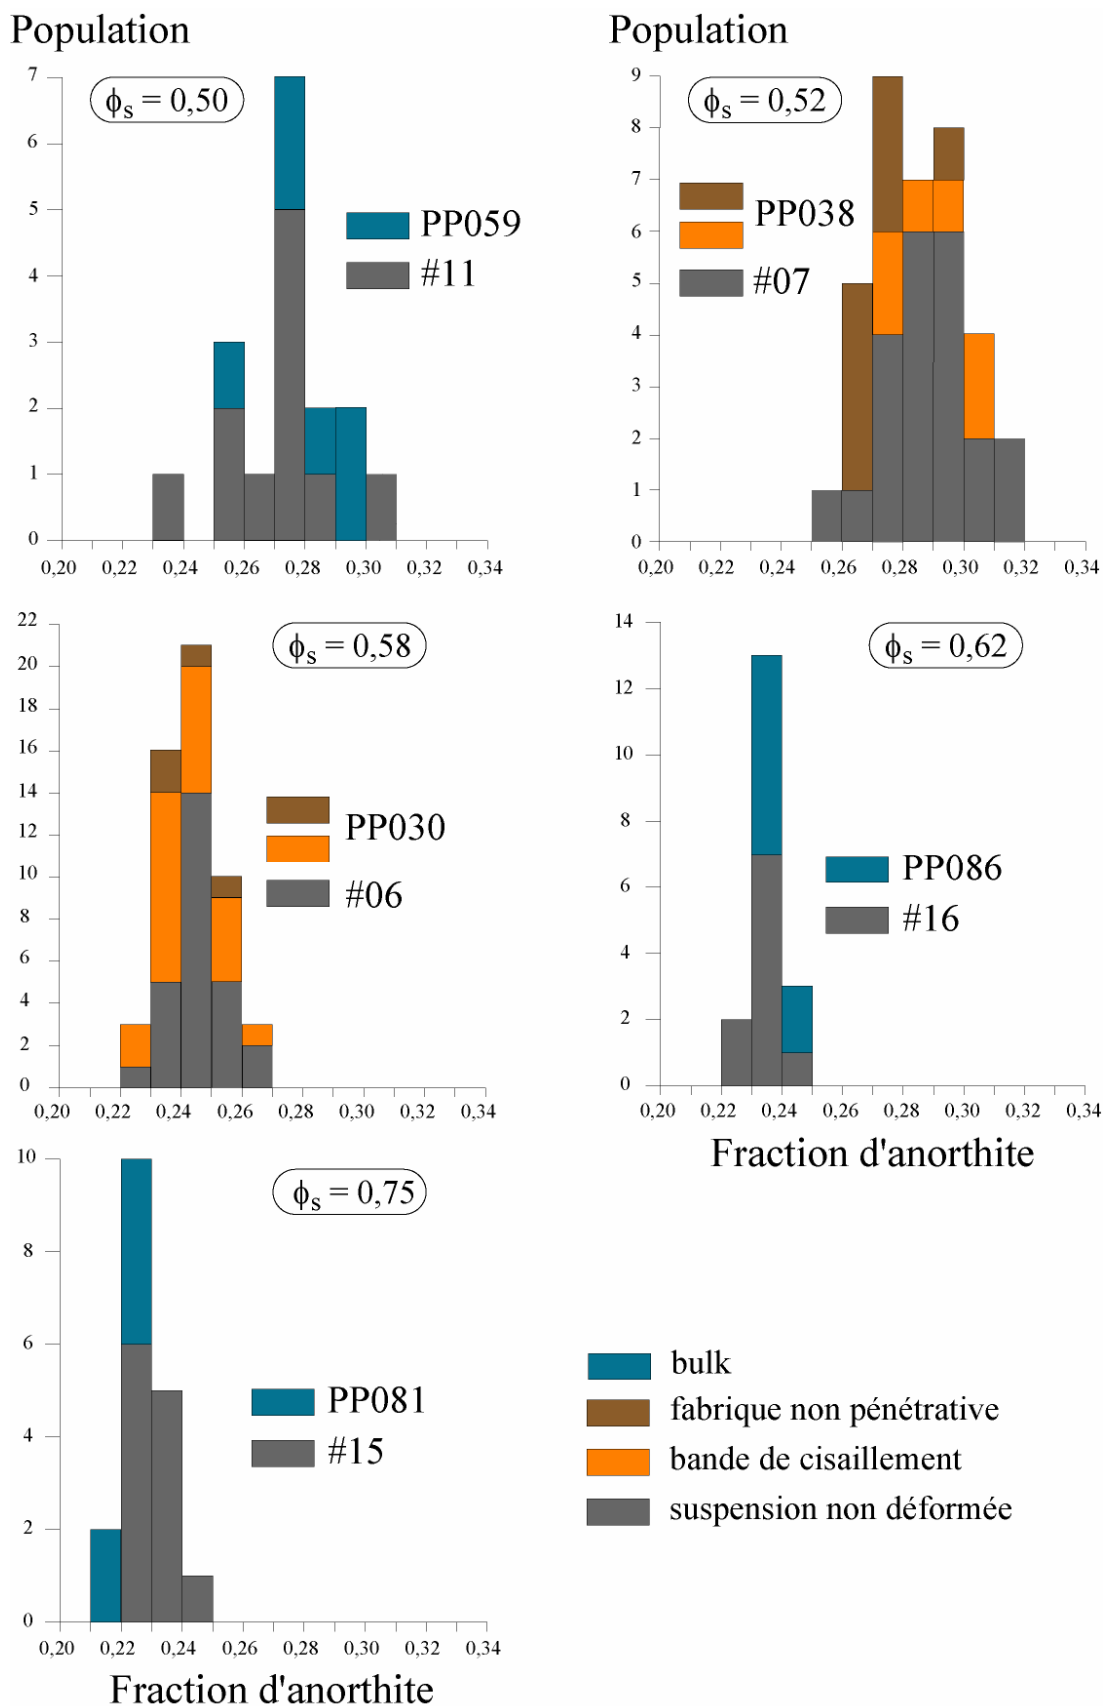 Population
7
6
5
4
3
2
1
0
ϕs = 0,50
PP059
#11
0,20 0,22 0,24 0,26 0,28 0,30 0,32 0,34
Population
9
8
7
6
5
4
3
2
1
0
ϕs = 0,52
PP038
#07
0,20 0,22 0,24 0,26 0,28 0,30 0,32 0,34
22
20
18
16
14
12
10
8
6
4
2
0
ϕs = 0,58
PP030
#06
0,20 0,22 0,24 0,26 0,28 0,30 0,32 0,34
14
12
10
8
6
4
2
0
ϕs = 0,62
PP086
#16
0,20 0,22 0,24 0,26 0,28 0,30 0,32 0,34
Fraction d'anorthite
10
8
6
4
2
0
ϕs = 0,75
PP081
#15
0,20 0,22 0,24 0,26 0,28 0,30 0,32 0,34
Fraction d'anorthite
bulk
fabrique non pénétrative
bande de cisaillement
suspension non déformée